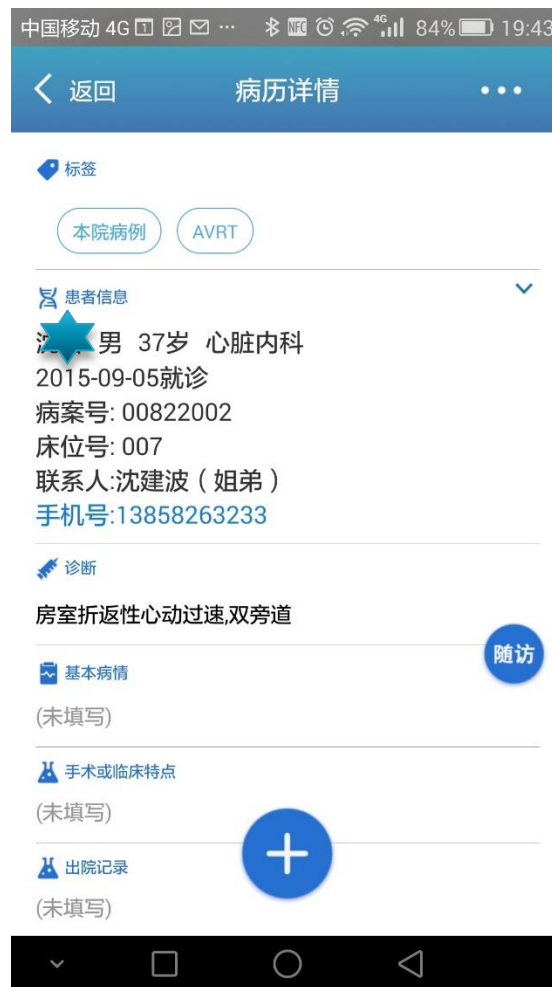 中国移动 4G 1 ··· NFC 4G 84% 19:43
返回 病历详情 •••
标签
本院病例 AVRT
患者信息
男 37岁 心脏内科
2015-09-05就诊
病案号: 00822002
床位号: 007
联系人:沈建波（姐弟）
手机号:13858263233
诊断
房室折返性心动过速,双旁道
随访
基本病情
(未填写)
手术或临床特点
(未填写)
出院记录
(未填写)